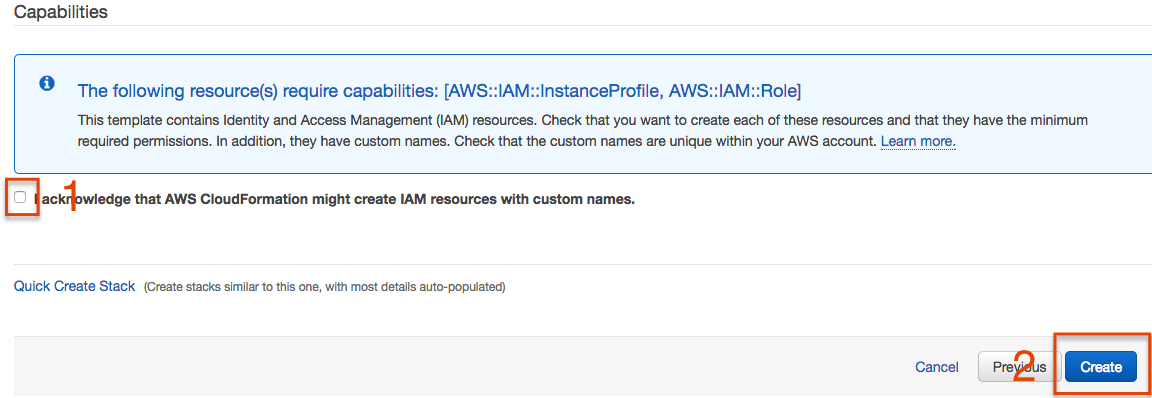 Capabilities
The following resource(s) require capabilities: [AWS::IAM::InstanceProfile, AWS::IAM::Role]
This template contains Identity and Access Management (IAM) resources. Check that you want to create each of these resources and that they have the minimum
required permissions. In addition, they have custom names. Check that the custom names are unique within your AWS account. Learn more.
1
I acknowledge that AWS CloudFormation might create IAM resources with custom names.
Quick Create Stack (Create stacks similar to this one, with most details auto-populated)
Cancel Previous 2 Create